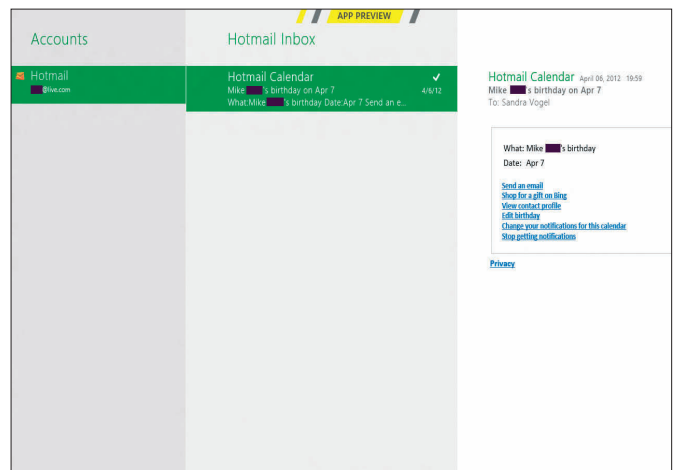 APP PREVIEW
Accounts
Hotmail
@live.com
Hotmail Inbox
Hotmail Calendar
Mike 's birthday on Apr 7 4/6/12
What:Mike 's birthday Date:Apr 7 Send an e...
Hotmail Calendar April 06, 2012 19:59
Mike 's birthday on Apr 7
To: Sandra Vogel
What: Mike 's birthday
Date: Apr 7
Send an email
Shop for a gift on Bing
View contact profile
Edit birthday
Change your notifications for this calendar
Stop getting notifications
Privacy